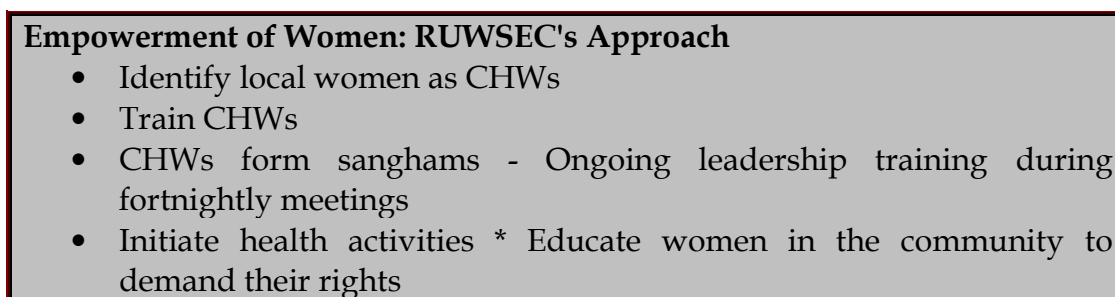 Empowerment of Women: RUWSEC's Approach
• Identify local women as CHWs
• Train CHWs
• CHWs form sanghams - Ongoing leadership training during
fortnightly meetings
• Initiate health activities * Educate women in the community to
demand their rights